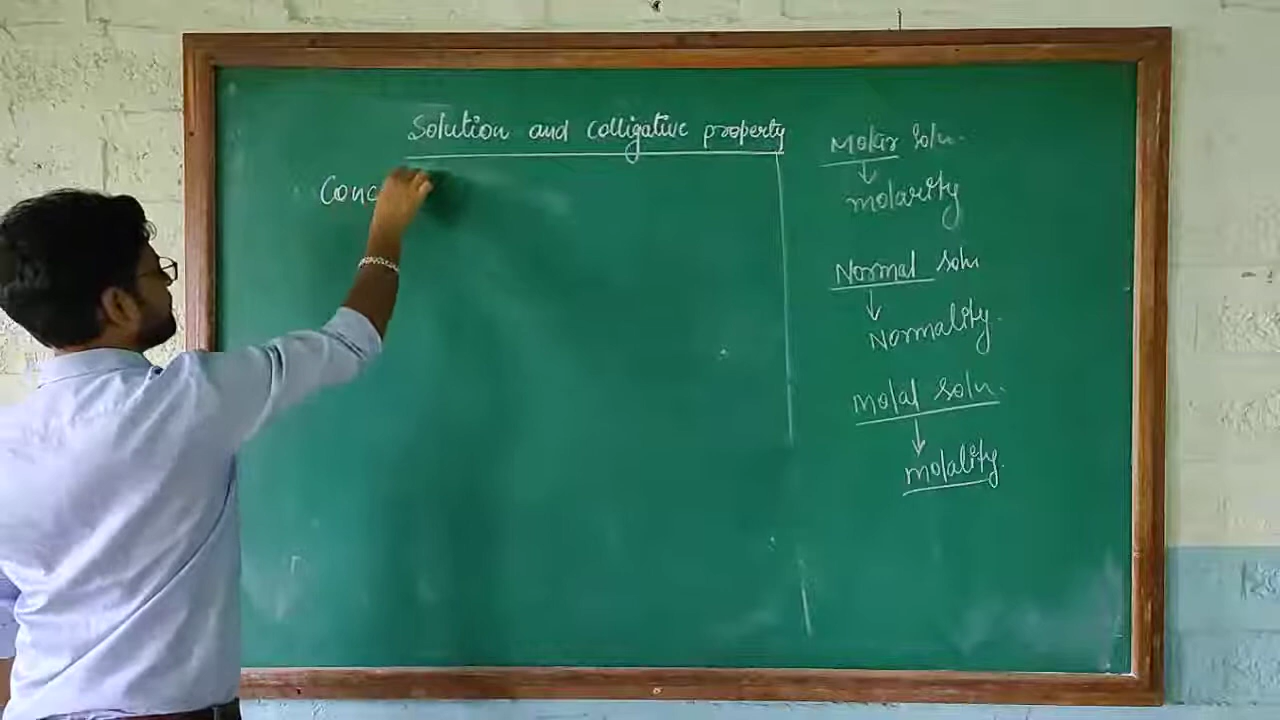 Solution and colligative property
Conc
Molar Soln.
molarity
Normal Soln
Normality.
Molal Soln.
molality.